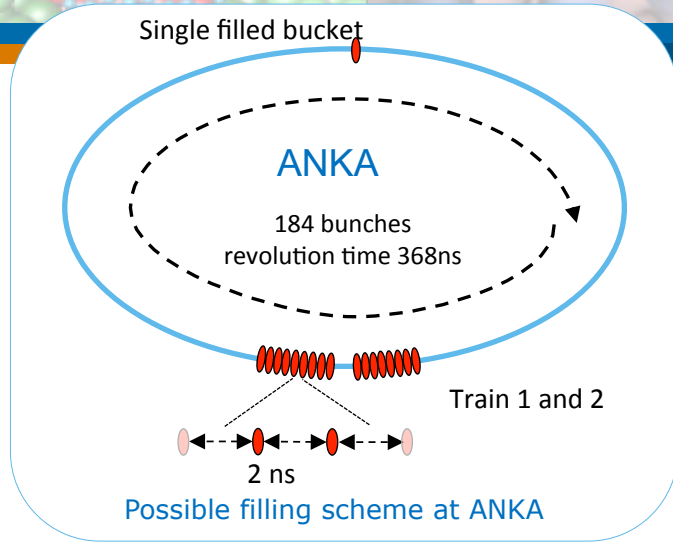 Single filled bucket
ANKA
184 bunches
revolution time 368ns
Train 1 and 2
2 ns
Possible filling scheme at ANKA